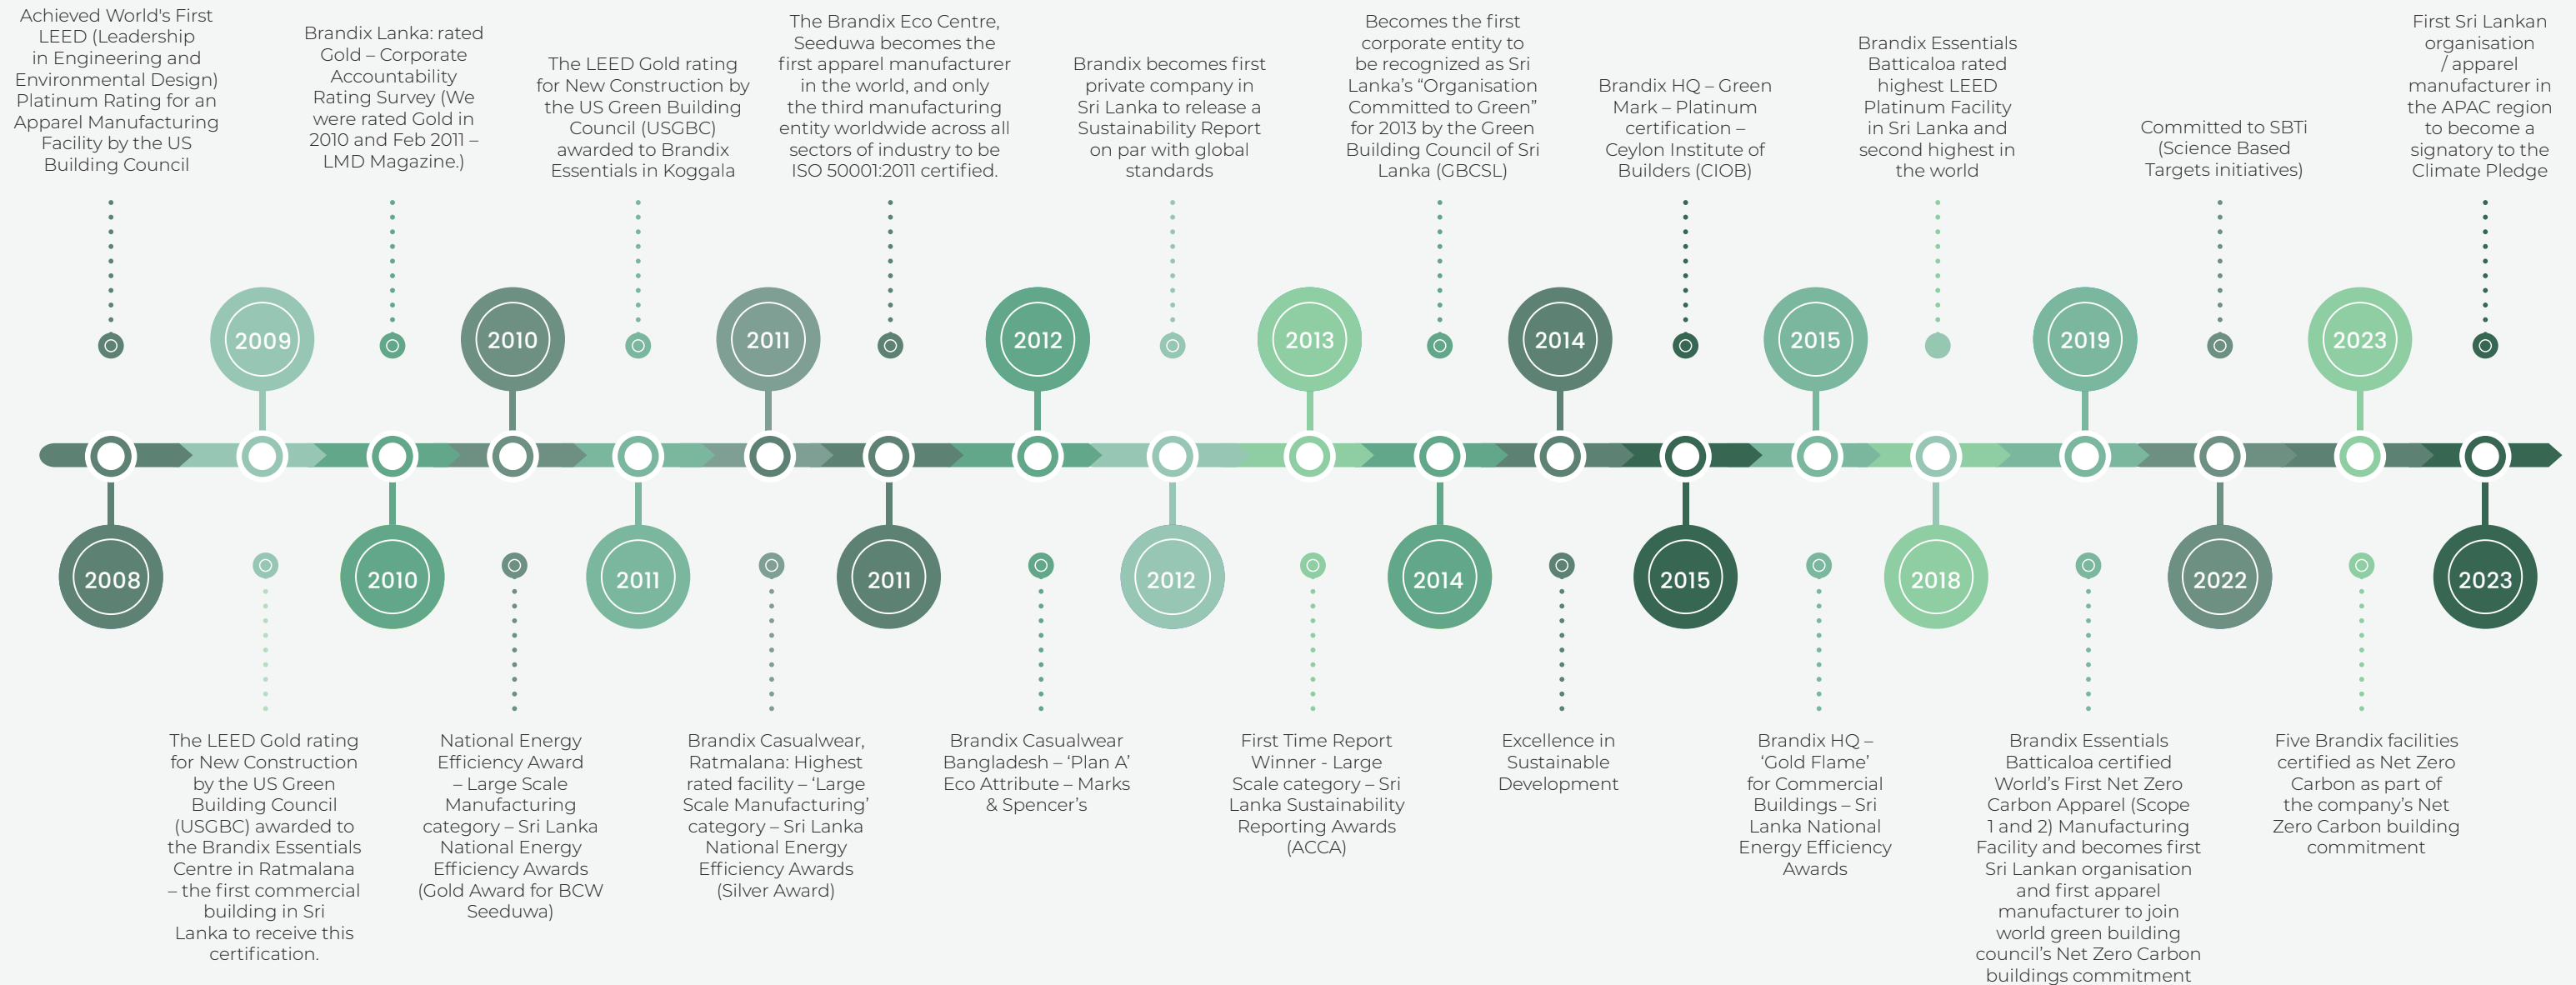 Achieved World's First
LEED (Leadership
in Engineering and
Environmental Design)
Platinum Rating for an
Apparel Manufacturing
Facility by the US
Building Council
Brandix Lanka: rated
Gold – Corporate
Accountability
Rating Survey (We
were rated Gold in
2010 and Feb 2011 –
LMD Magazine.)
The LEED Gold rating
for New Construction by
the US Green Building
Council (USGBC)
awarded to Brandix
Essentials in Koggala
The Brandix Eco Centre,
Seeduwa becomes the
first apparel manufacturer
in the world, and only
the third manufacturing
entity worldwide across all
sectors of industry to be
ISO 50001:2011 certified.
Brandix becomes first
private company in
Sri Lanka to release a
Sustainability Report
on par with global
standards
Becomes the first
corporate entity to
be recognized as Sri
Lanka’s “Organisation
Committed to Green”
for 2013 by the Green
Building Council of Sri
Lanka (GBCSL)
Brandix HQ – Green
Mark – Platinum
certification –
Ceylon Institute of
Builders (CIOB)
Brandix Essentials
Batticaloa rated
highest LEED
Platinum Facility
in Sri Lanka and
second highest in
the world
Committed to SBTi
(Science Based
Targets initiatives)
First Sri Lankan
organisation
/ apparel
manufacturer in
the APAC region
to become a
signatory to the
Climate Pledge
2009
2010
2011
2012
2013
2014
2015
2019
2023
2008
2010
2011
2011
2012
2014
2015
2018
2022
2023
The LEED Gold rating
for New Construction
by the US Green
Building Council
(USGBC) awarded to
the Brandix Essentials
Centre in Ratmalana
– the first commercial
building in Sri
Lanka to receive this
certification.
National Energy
Efficiency Award
– Large Scale
Manufacturing
category – Sri Lanka
National Energy
Efficiency Awards
(Gold Award for BCW
Seeduwa)
Brandix Casualwear,
Ratmalana: Highest
rated facility – ‘Large
Scale Manufacturing’
category – Sri Lanka
National Energy
Efficiency Awards
(Silver Award)
Brandix Casualwear
Bangladesh – ‘Plan A’
Eco Attribute – Marks
& Spencer’s
First Time Report
Winner - Large
Scale category – Sri
Lanka Sustainability
Reporting Awards
(ACCA)
Excellence in
Sustainable
Development
Brandix HQ –
‘Gold Flame’
for Commercial
Buildings – Sri
Lanka National
Energy Efficiency
Awards
Brandix Essentials
Batticaloa certified
World’s First Net Zero
Carbon Apparel (Scope
1 and 2) Manufacturing
Facility and becomes first
Sri Lankan organisation
and first apparel
manufacturer to join
world green building
council’s Net Zero Carbon
buildings commitment
Five Brandix facilities
certified as Net Zero
Carbon as part of
the company’s Net
Zero Carbon building
commitment